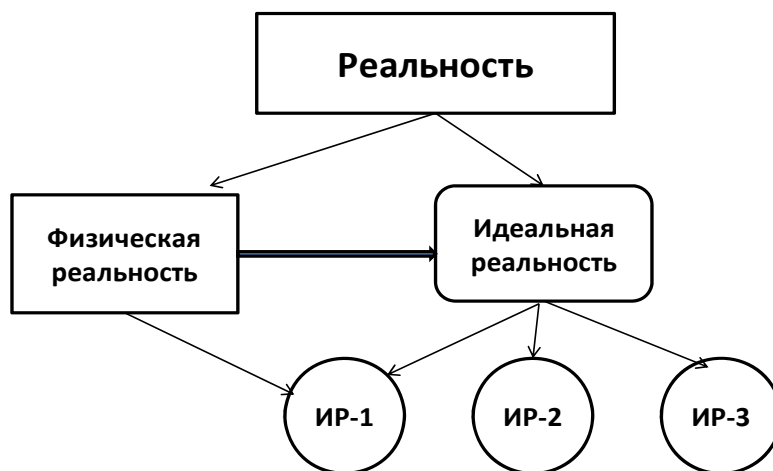 Реальность
Физическая
реальность
Идеальная
реальность
ИР-1
ИР-2
ИР-3